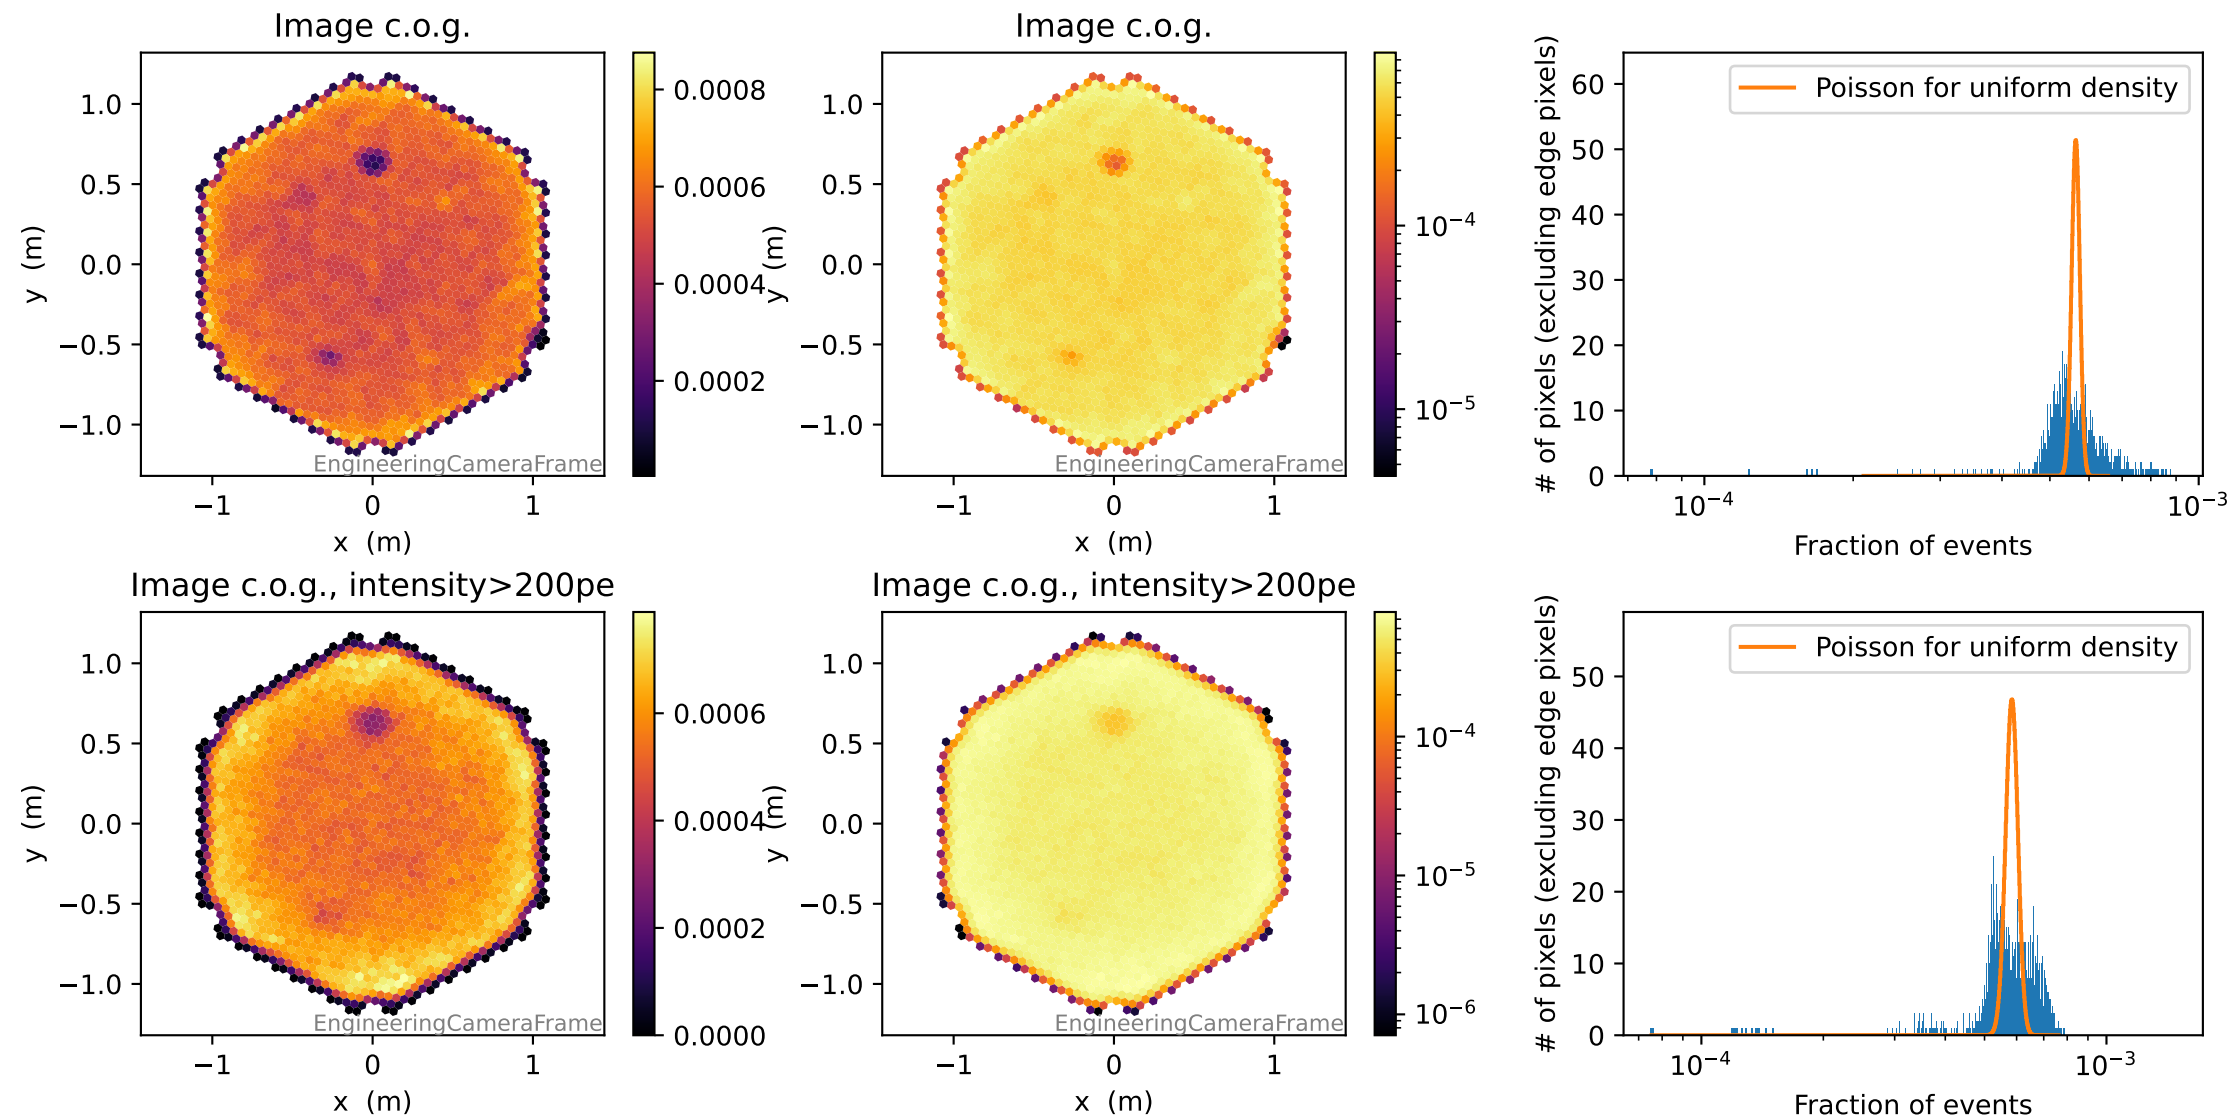 Image c.o.g.
1.0
0.5
0.0
−0.5
−1.0
y (m)
−1
0
1
x (m)
EngineeringCameraFrame
0.0008
0.0006
0.0004
0.0002
Image c.o.g.
1.0
0.5
0.0
−0.5
−1.0
y (m)
−1
0
1
x (m)
EngineeringCameraFrame
10⁻⁴
10⁻⁵
# of pixels (excluding edge pixels)
60
50
40
30
20
10
0
Poisson for uniform density
10⁻⁴
10⁻³
Fraction of events
Image c.o.g., intensity>200pe
1.0
0.5
0.0
−0.5
−1.0
y (m)
−1
0
1
x (m)
EngineeringCameraFrame
0.0006
0.0004
0.0002
0.0000
Image c.o.g., intensity>200pe
1.0
0.5
0.0
−0.5
−1.0
y (m)
−1
0
1
x (m)
EngineeringCameraFrame
10⁻⁴
10⁻⁵
10⁻⁶
# of pixels (excluding edge pixels)
50
40
30
20
10
0
Poisson for uniform density
10⁻⁴
10⁻³
Fraction of events